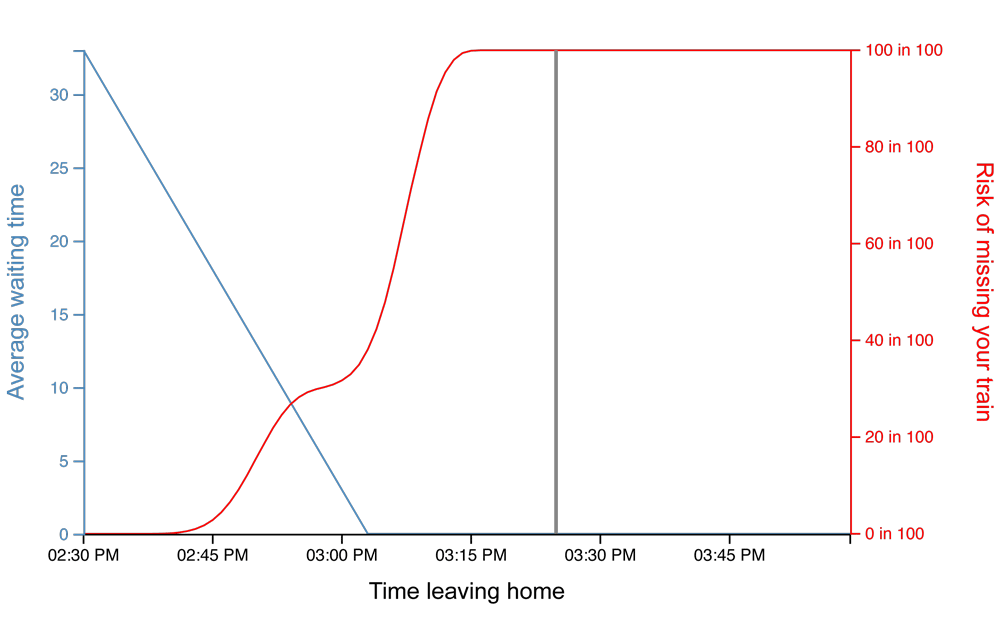 Average waiting time
30
25
20
15
10
5
0
100 in 100
80 in 100
60 in 100
40 in 100
20 in 100
0 in 100
Risk of missing your train
02:30 PM 02:45 PM 03:00 PM 03:15 PM 03:30 PM 03:45 PM
Time leaving home